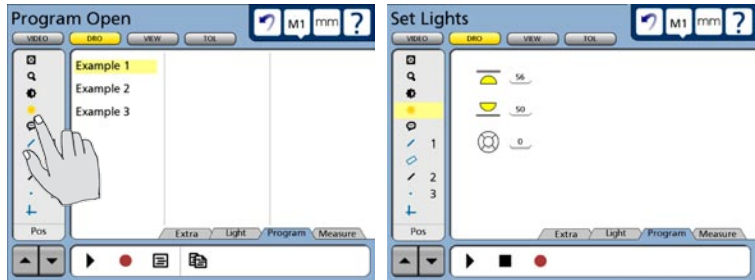 Program Open
M1 mm ?
VIDEO DRO VIEW TOL
Example 1
Example 2
Example 3
Pos
Extra Light Program Measure
Set Lights
M1 mm ?
VIDEO DRO VIEW TOL
56
50
0
1
2
3
Pos
Extra Light Program Measure